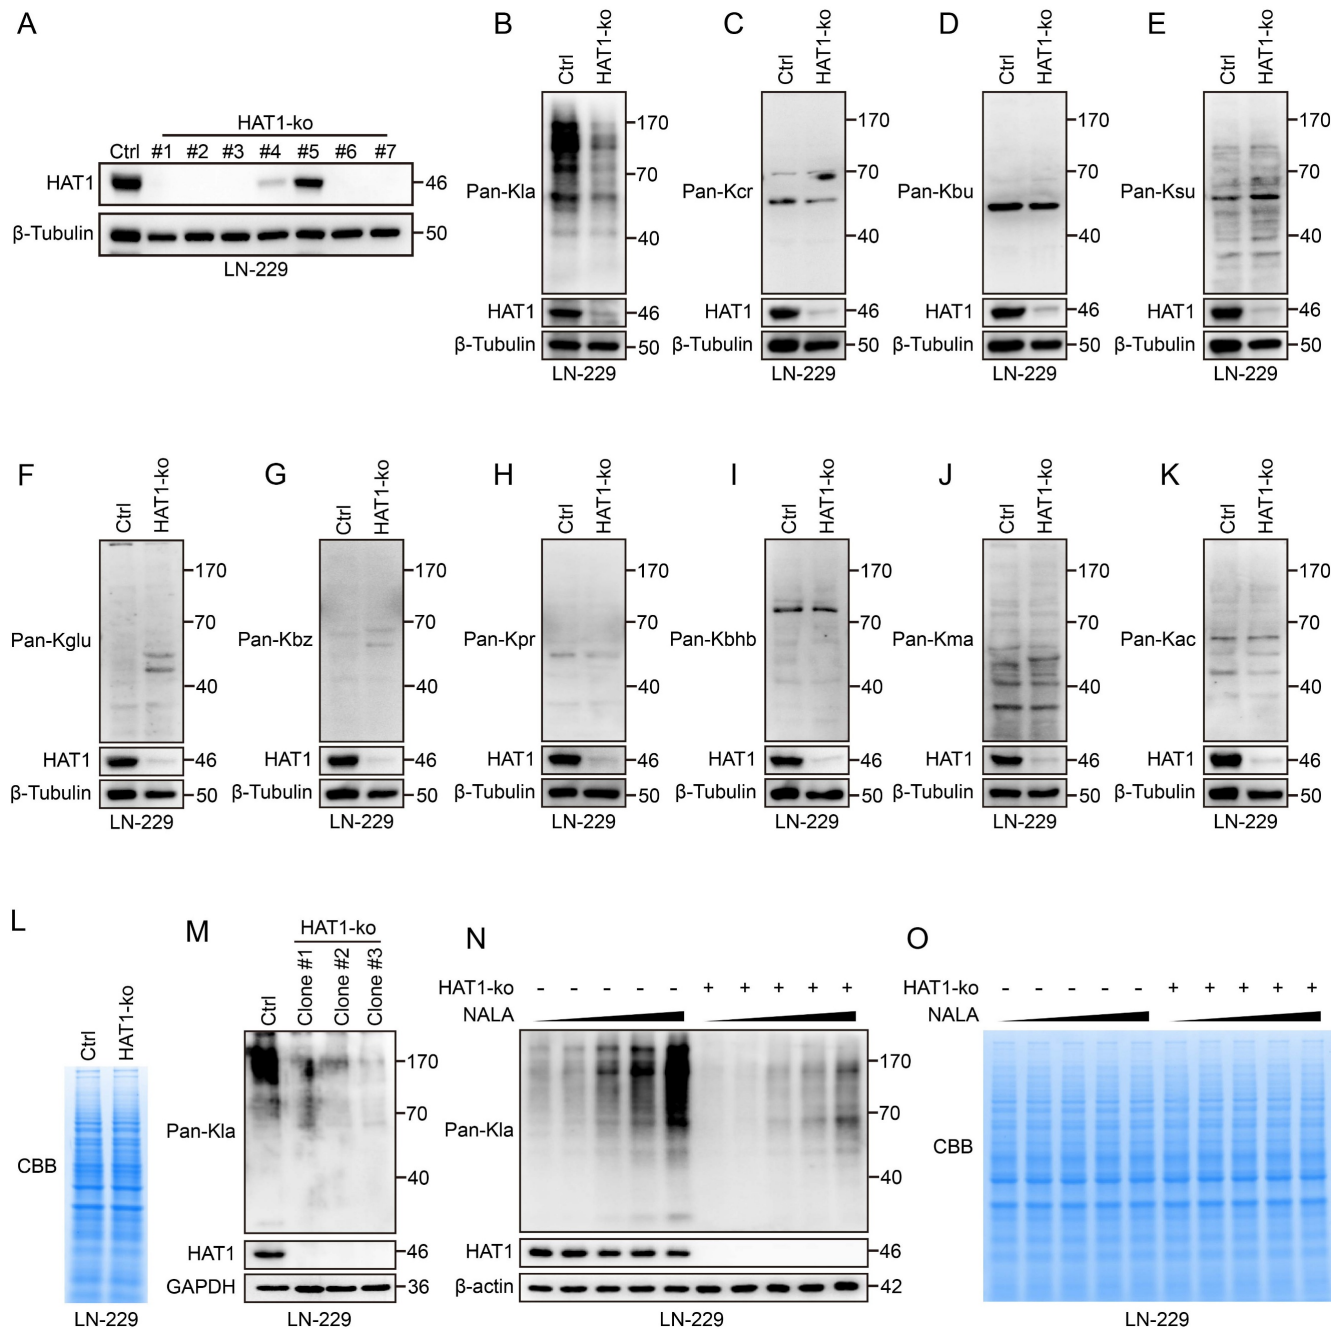 A
HAT1-ko
Ctrl #1 #2 #3 #4 #5 #6 #7
HAT1 46
β-Tubulin 50
LN-229
B
Ctrl HAT1-ko
Pan-Kla
170
70
40
HAT1 46
β-Tubulin 50
LN-229
C
Ctrl HAT1-ko
Pan-Kcr
170
70
40
HAT1 46
β-Tubulin 50
LN-229
D
Ctrl HAT1-ko
Pan-Kbu
170
70
40
HAT1 46
β-Tubulin 50
LN-229
E
Ctrl HAT1-ko
Pan-Ksu
170
70
40
HAT1 46
β-Tubulin 50
LN-229
F
Ctrl HAT1-ko
Pan-Kglu
170
70
40
HAT1 46
β-Tubulin 50
LN-229
G
Ctrl HAT1-ko
Pan-Kbz
170
70
40
HAT1 46
β-Tubulin 50
LN-229
H
Ctrl HAT1-ko
Pan-Kpr
170
70
40
HAT1 46
β-Tubulin 50
LN-229
I
Ctrl HAT1-ko
Pan-Kbhb
170
70
40
HAT1 46
β-Tubulin 50
LN-229
J
Ctrl HAT1-ko
Pan-Kma
170
70
40
HAT1 46
β-Tubulin 50
LN-229
K
Ctrl HAT1-ko
Pan-Kac
170
70
40
HAT1 46
β-Tubulin 50
LN-229
L
Ctrl HAT1-ko
CBB
LN-229
M
HAT1-ko
Ctrl Clone #1 Clone #2 Clone #3
Pan-Kla
170
70
40
HAT1 46
GAPDH 36
LN-229
N
HAT1-ko - - - - - + + + + +
NALA
Pan-Kla
170
70
40
HAT1 46
β-actin 42
LN-229
O
HAT1-ko - - - - - + + + + +
NALA
CBB
LN-229